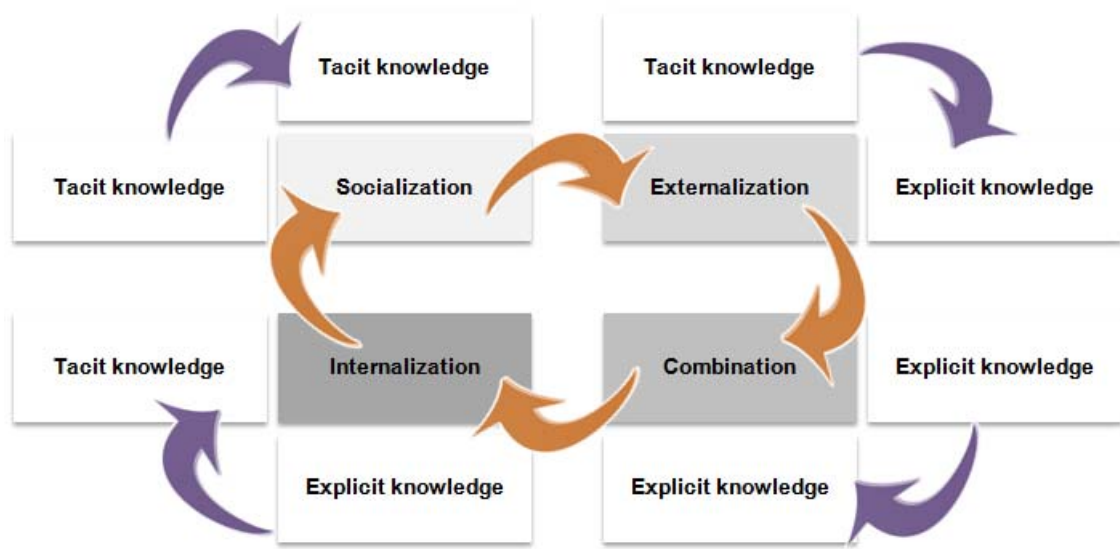 Tacit knowledge
Tacit knowledge
Tacit knowledge
Socialization
Externalization
Explicit knowledge
Tacit knowledge
Internalization
Combination
Explicit knowledge
Explicit knowledge
Explicit knowledge